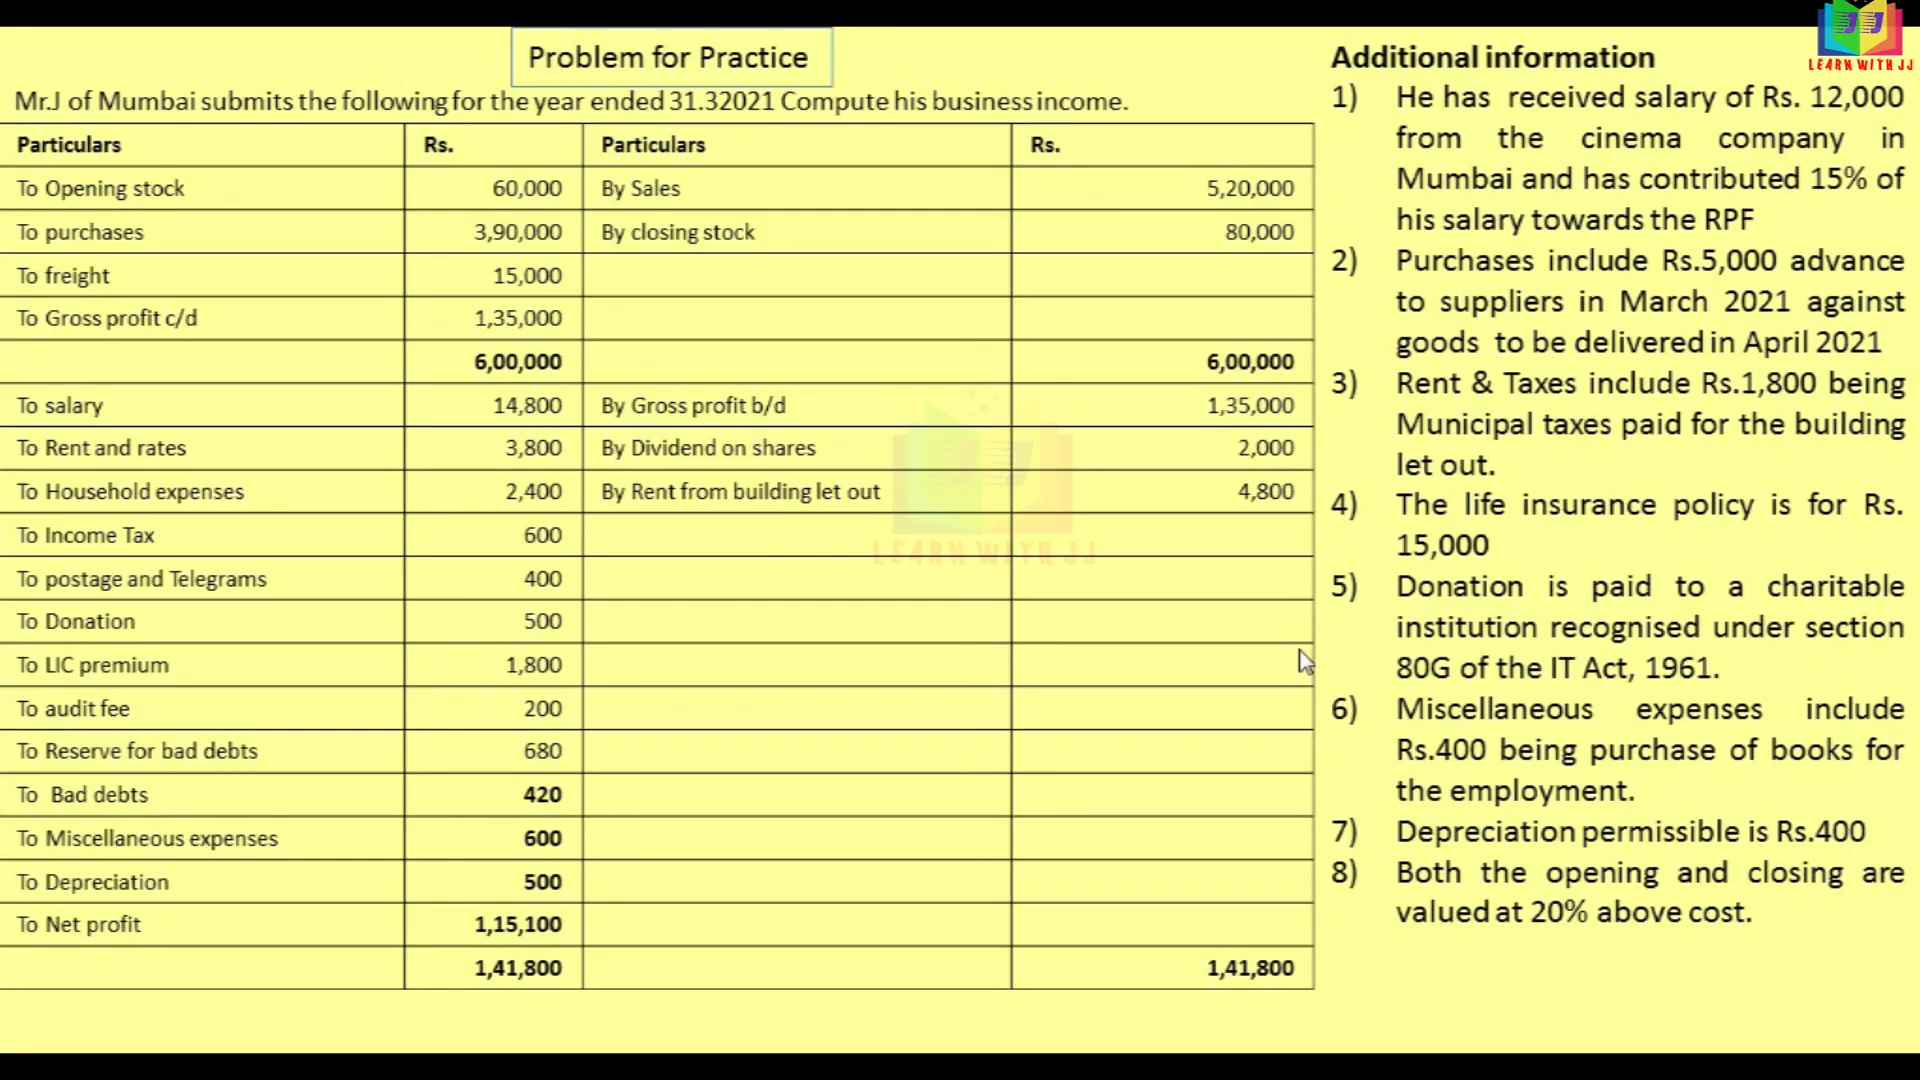 Problem for Practice
Mr.J of Mumbai submits the following for the year ended 31.32021 Compute his business income.
Particulars Rs. Particulars Rs.
To Opening stock 60,000 By Sales 5,20,000
To purchases 3,90,000 By closing stock 80,000
To freight 15,000
To Gross profit c/d 1,35,000
6,00,000 6,00,000
To salary 14,800 By Gross profit b/d 1,35,000
To Rent and rates 3,800 By Dividend on shares 2,000
To Household expenses 2,400 By Rent from building let out 4,800
To Income Tax 600
To postage and Telegrams 400
To Donation 500
To LIC premium 1,800
To audit fee 200
To Reserve for bad debts 680
To Bad debts 420
To Miscellaneous expenses 600
To Depreciation 500
To Net profit 1,15,100
1,41,800 1,41,800
LEARN WITH JJ
Additional information
1) He has received salary of Rs. 12,000
from the cinema company in
Mumbai and has contributed 15% of
his salary towards the RPF
2) Purchases include Rs.5,000 advance
to suppliers in March 2021 against
goods to be delivered in April 2021
3) Rent & Taxes include Rs.1,800 being
Municipal taxes paid for the building
let out.
4) The life insurance policy is for Rs.
15,000
5) Donation is paid to a charitable
institution recognised under section
80G of the IT Act, 1961.
6) Miscellaneous expenses include
Rs.400 being purchase of books for
the employment.
7) Depreciation permissible is Rs.400
8) Both the opening and closing are
valued at 20% above cost.
JJ
LEARN WITH JJ